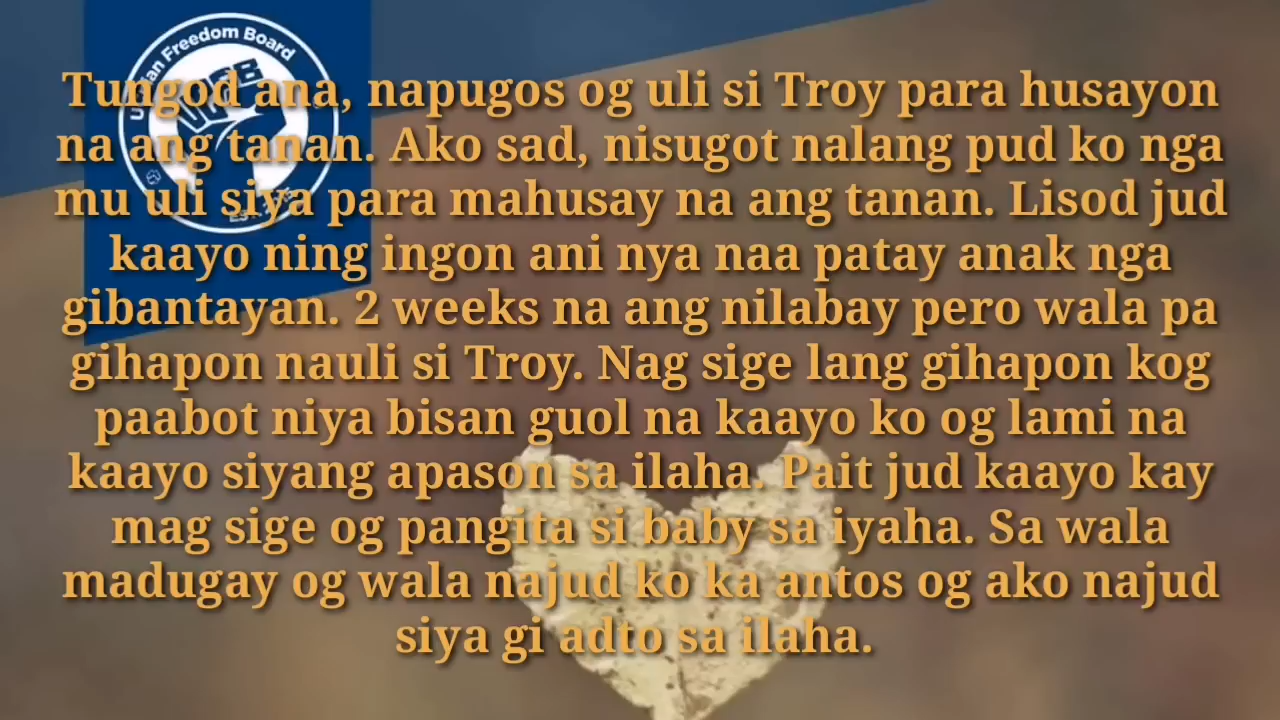 Freedom Board
Tungod ana, napugos og uli si Troy para husayon
na ang tanan. Ako sad, nisugot nalang pud ko nga
mu uli siya para mahusay na ang tanan. Lisod jud
kaayo ning ingon ani nya naa patay anak nga
gibantayan. 2 weeks na ang nilabay pero wala pa
gihapon nauli si Troy. Nag sige lang gihapon kog
paabot niya bisan guol na kaayo ko og lami na
kaayo siyang apason sa ilaha. Pait jud kaayo kay
mag sige og pangita si baby sa iyaha. Sa wala
madugay og wala najud ko ka antos og ako najud
siya gi adto sa ilaha.